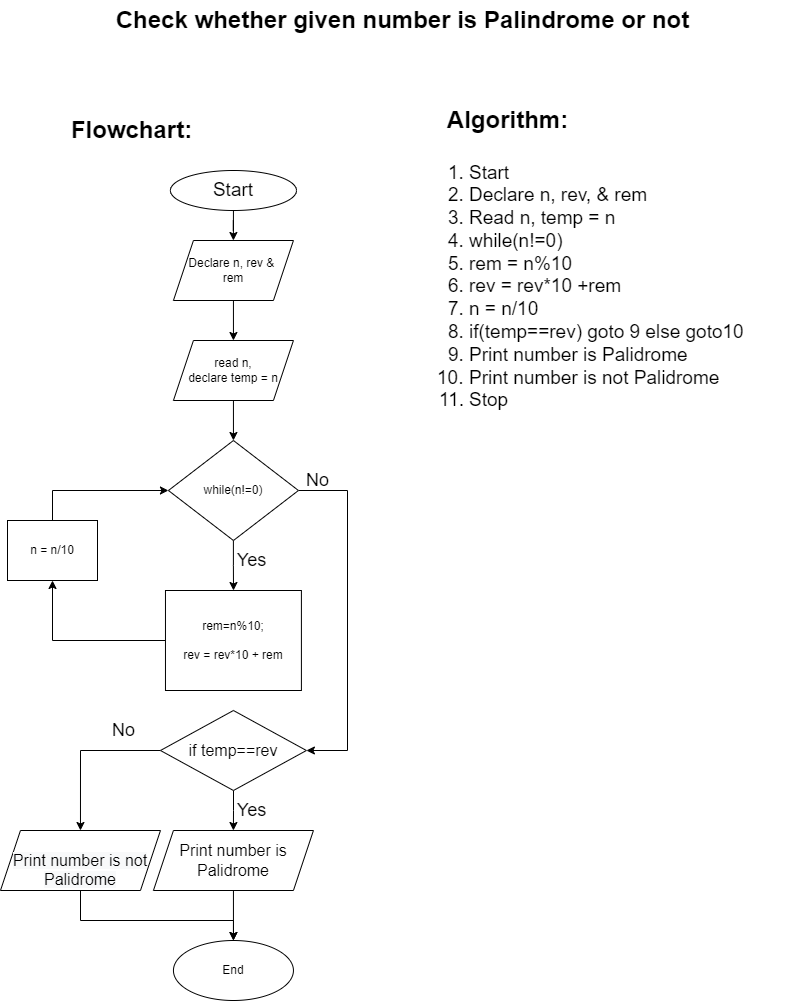 Check whether given number is Palindrome or not
Flowchart:
Start
Declare n, rev &
rem
read n,
declare temp = n
while(n!=0)
No
n = n/10
Yes
rem=n%10;
rev = rev*10 + rem
No
if temp==rev
Yes
Print number is not
Palidrome
Print number is
Palidrome
End
Algorithm:
1. Start
2. Declare n, rev, & rem
3. Read n, temp = n
4. while(n!=0)
5. rem = n%10
6. rev = rev*10 +rem
7. n = n/10
8. if(temp==rev) goto 9 else goto10
9. Print number is Palidrome
10. Print number is not Palidrome
11. Stop